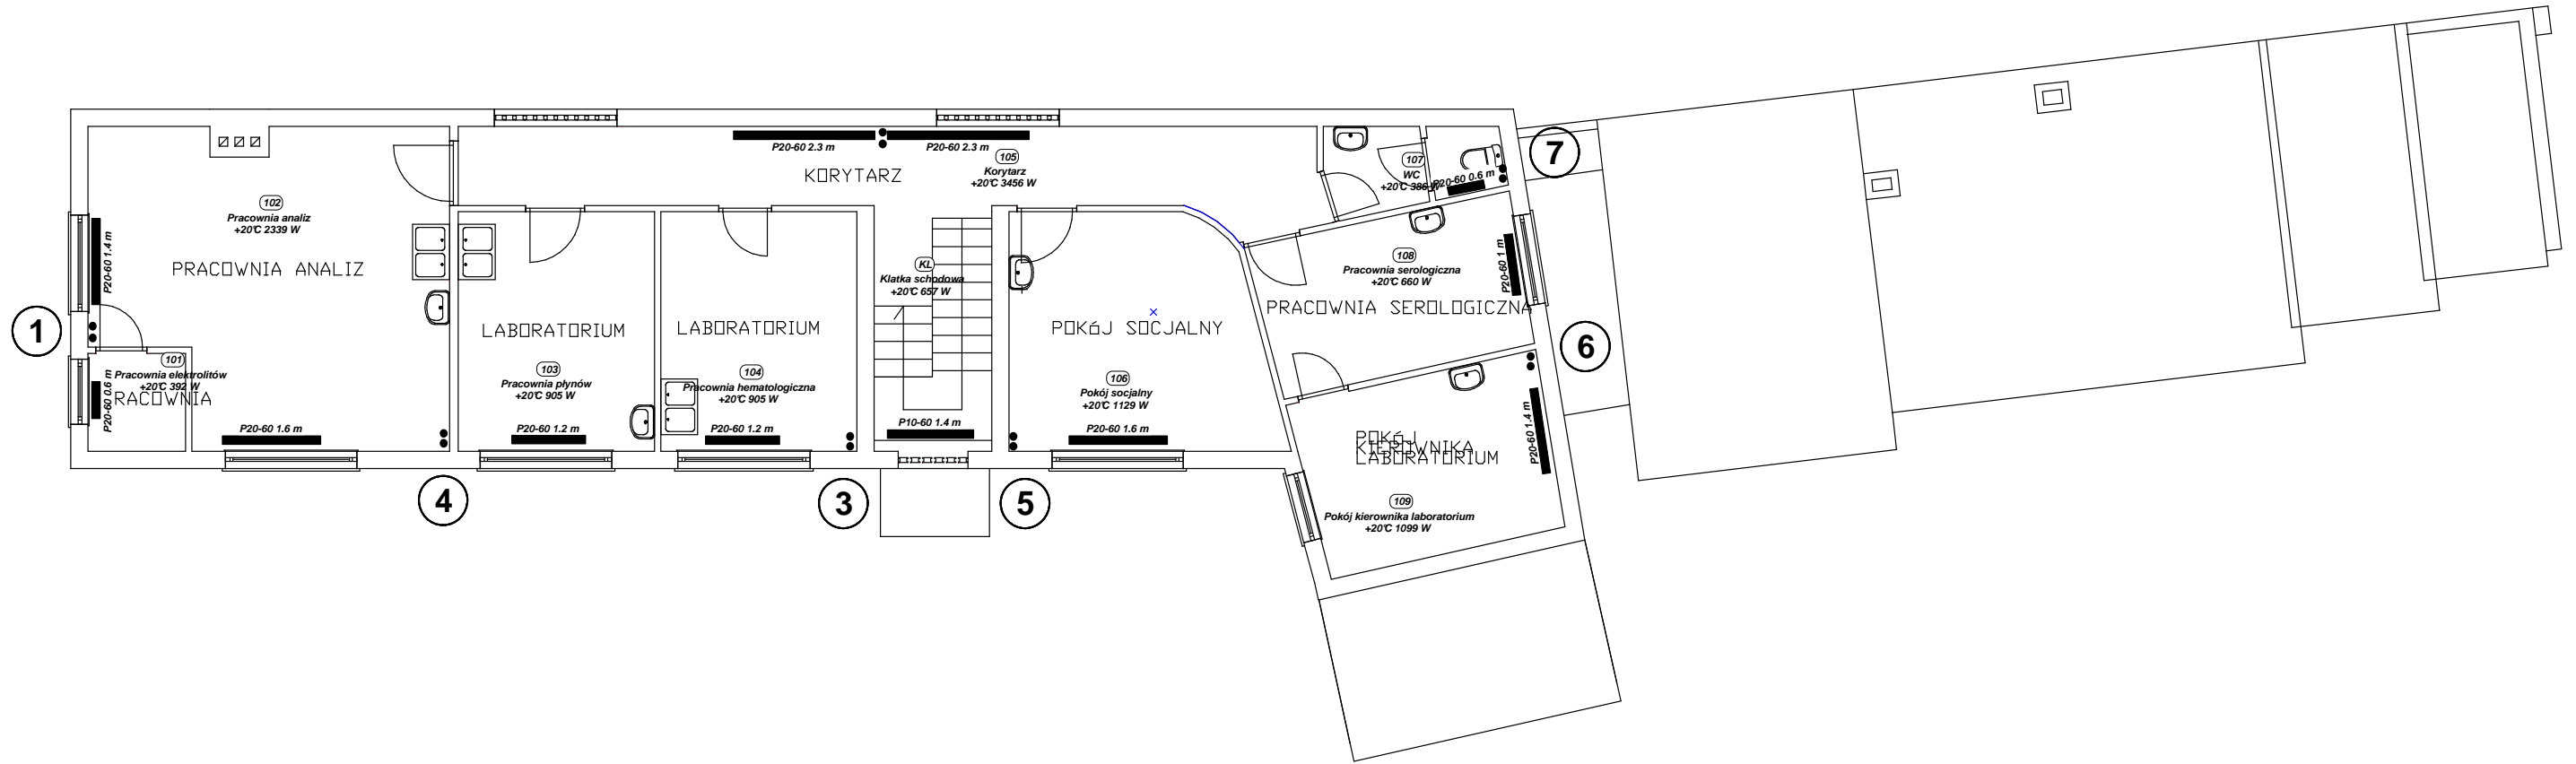 P20-60 2.3 m
P20-60 2.3 m
KORYTARZ
105
Korytarz
+20°C 3456 W
7
107
WC
+20°C 386 W
P20-60 0.6 m
102
Pracownia analiz
+20°C 2339 W
PRACOWNIA ANALIZ
P20-60 1.4 m
1
101
Pracownia elektrolitów
+20°C 392 W
RACOWNIA
P20-60 0.6 m
P20-60 1.6 m
4
LABORATORIUM
103
Pracownia płynów
+20°C 905 W
P20-60 1.2 m
LABORATORIUM
104
Pracownia hematologiczna
+20°C 905 W
P20-60 1.2 m
3
KL
Klatka schodowa
+20°C 657 W
P10-60 1.4 m
5
POKóJ SOCJALNY
106
Pokój socjalny
+20°C 1129 W
P20-60 1.6 m
108
Pracownia serologiczna
+20°C 660 W
PRACOWNIA SEROLOGICZNA
P20-60 1 m
6
POKóJ
KIEROWNIKA
LABORATORIUM
P20-60 1.4 m
109
Pokój kierownika laboratorium
+20°C 1099 W